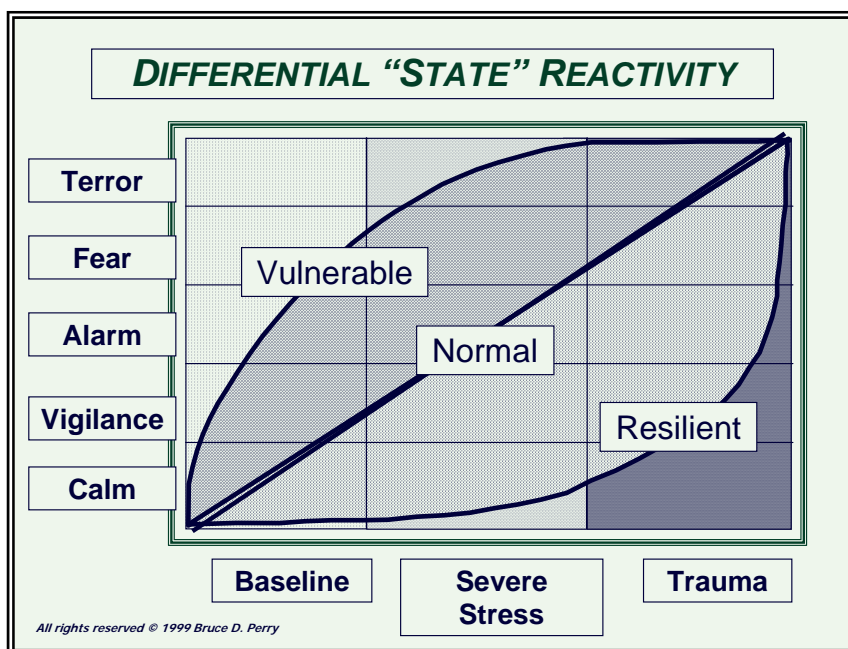 DIFFERENTIAL “STATE” REACTIVITY
Terror
Fear
Alarm
Vigilance
Calm
Vulnerable
Normal
Resilient
Baseline
Severe
Stress
Trauma
All rights reserved © 1999 Bruce D. Perry